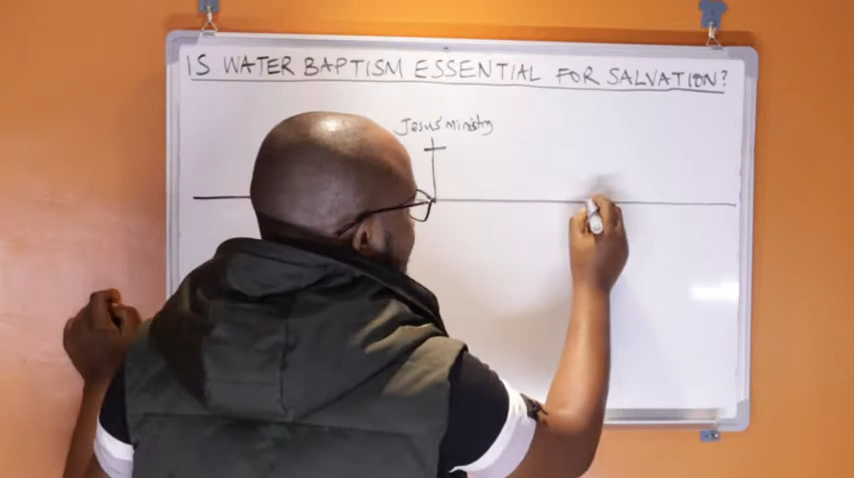 IS WATER BAPTISM ESSENTIAL FOR SALVATION?
Jesus' ministry